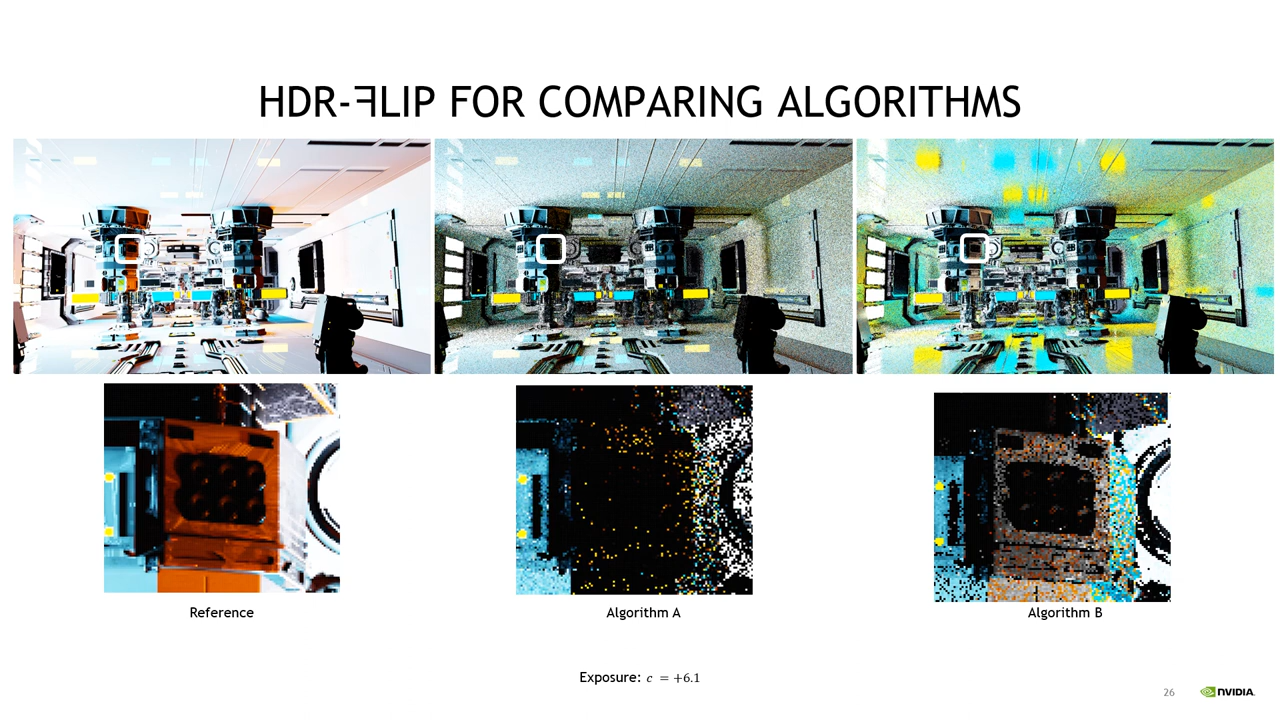 HDR-ꟻLIP FOR COMPARING ALGORITHMS
Reference
Algorithm A
Algorithm B
Exposure: c = +6.1
26
NVIDIA.